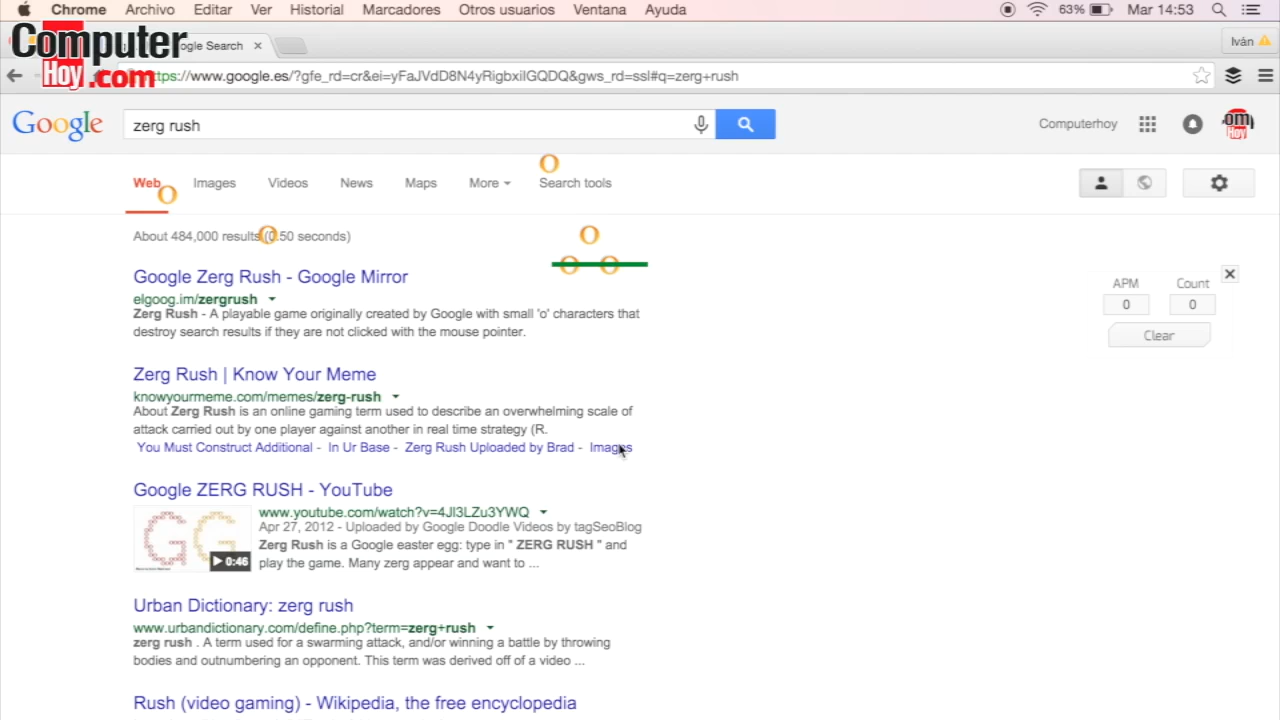 Chrome Archivo Editar Ver Historial Marcadores Otros usuarios Ventana Ayuda 63% Mar 14:53
Computer
Hoy.com
gle Search
Iván
https://www.google.es/?gfe_rd=cr&ei=yFaJVdD8N4yRigbxiIGQDQ&gws_rd=ssl#q=zerg+rush
Google zerg rush Computerhoy
om
Hoy
Web Images Videos News Maps More Search tools
About 484,000 results (0.50 seconds)
Google Zerg Rush - Google Mirror
elgoog.im/zergrush
Zerg Rush - A playable game originally created by Google with small 'o' characters that
destroy search results if they are not clicked with the mouse pointer.
APM Count
0 0
Clear
Zerg Rush | Know Your Meme
knowyourmeme.com/memes/zerg-rush
About Zerg Rush is an online gaming term used to describe an overwhelming scale of
attack carried out by one player against another in real time strategy (R.
You Must Construct Additional - In Ur Base - Zerg Rush Uploaded by Brad - Images
Google ZERG RUSH - YouTube
www.youtube.com/watch?v=4JI3LZu3YWQ
Apr 27, 2012 - Uploaded by Google Doodle Videos by tagSeoBlog
Zerg Rush is a Google easter egg: type in " ZERG RUSH " and
play the game. Many zerg appear and want to ...
GG
0:46
Urban Dictionary: zerg rush
www.urbandictionary.com/define.php?term=zerg+rush
zerg rush . A term used for a swarming attack, and/or winning a battle by throwing
bodies and outnumbering an opponent. This term was derived off of a video ...
Rush (video gaming) - Wikipedia, the free encyclopedia